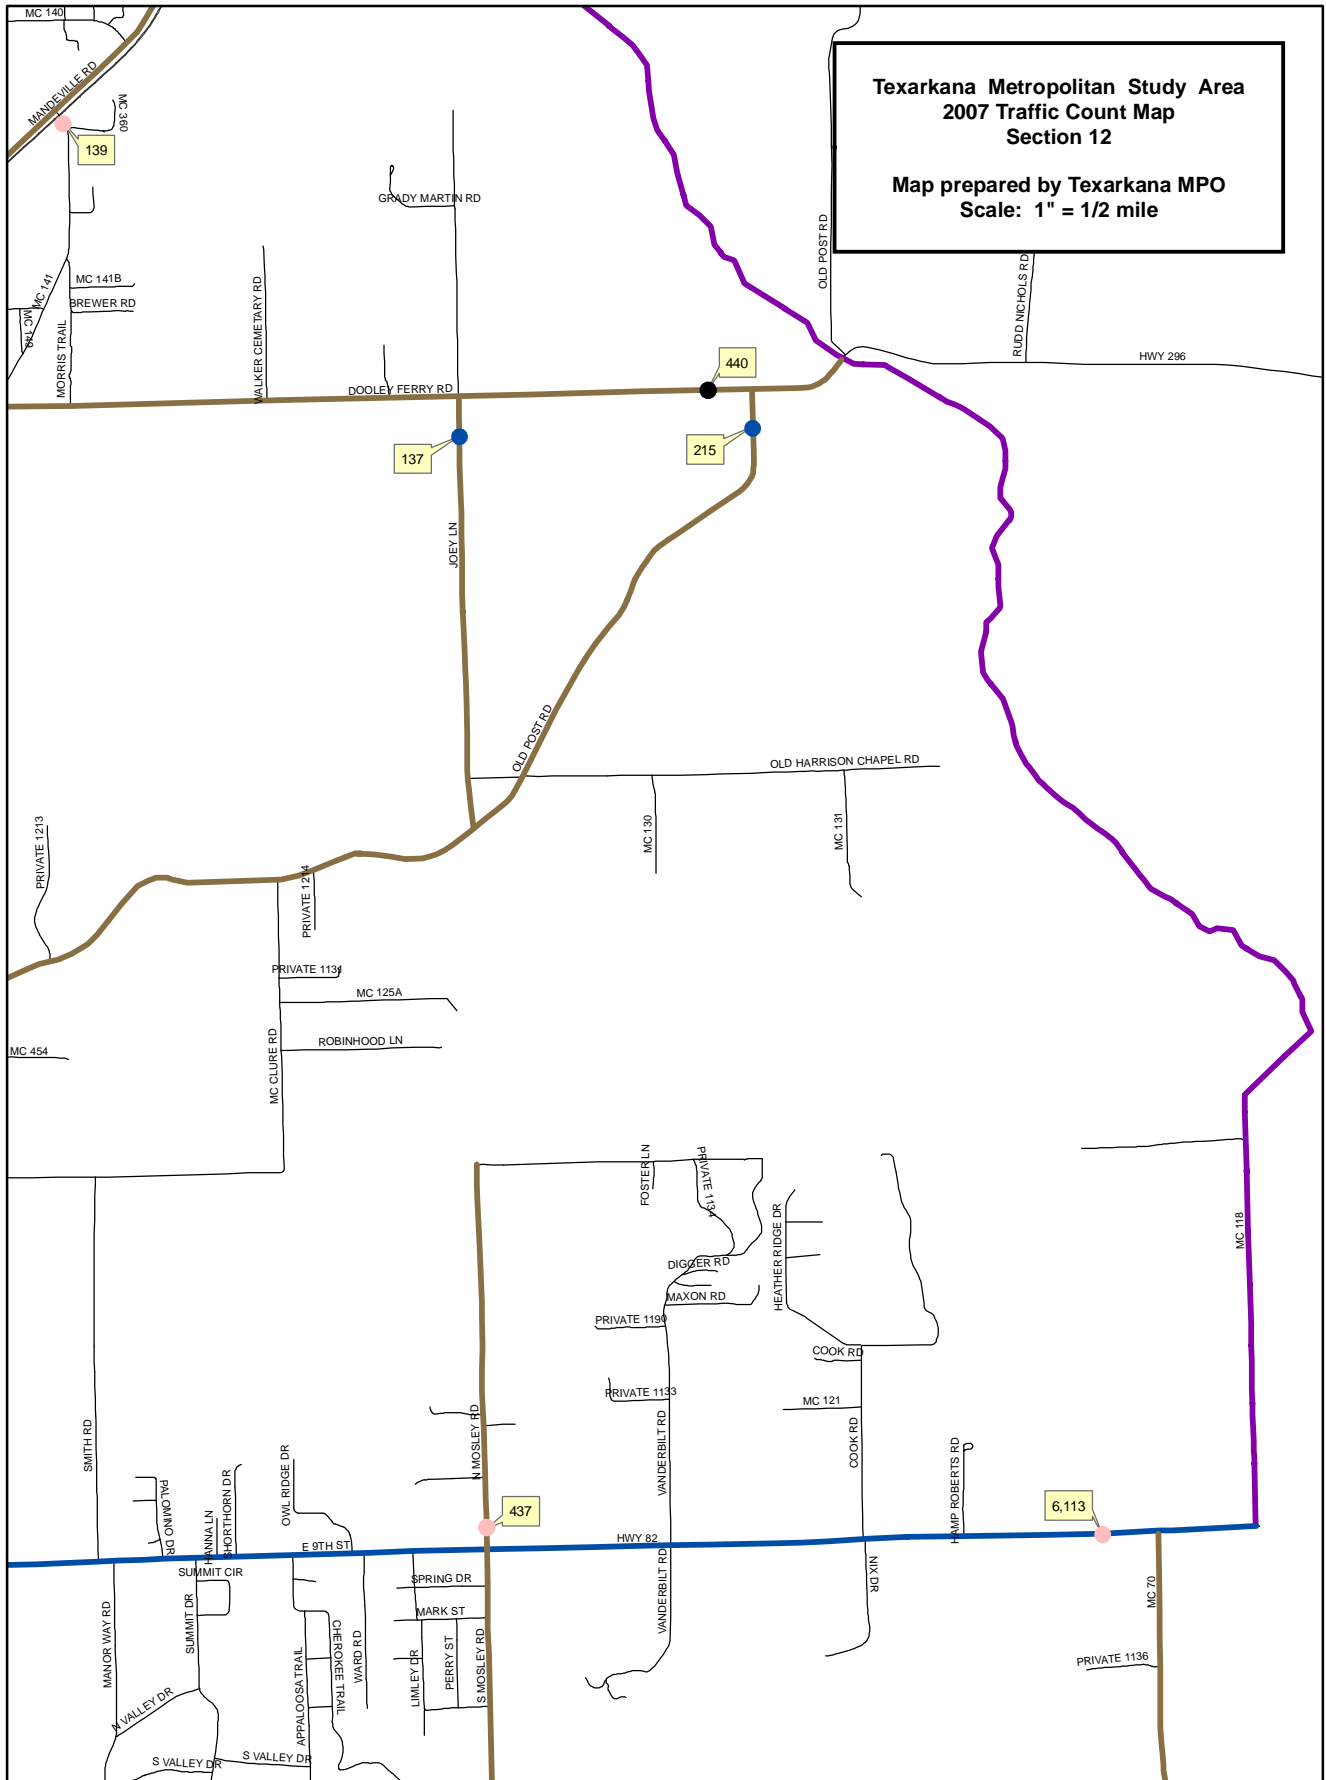 MC 140
MANDEVILLE RD
MC 360
139
Texarkana Metropolitan Study Area
2007 Traffic Count Map
Section 12
Map prepared by Texarkana MPO
Scale: 1" = 1/2 mile
GRADY MARTIN RD
OLD POST RD
RUDD NICHOLS RD
MC 141
MC 141B
BREWER RD
MC 149
MORRIS TRAIL
WALKER CEMETARY RD
DOOLEY FERRY RD
440
HWY 296
137
215
JOEY LN
OLD POST RD
OLD HARRISON CHAPEL RD
MC 130
MC 131
PRIVATE 1213
PRIVATE 1214
PRIVATE 1131
MC 125A
ROBINHOOD LN
MC 454
MC CLURE RD
FOSTER LN
PRIVATE 1134
HEATHER RIDGE DR
MC 118
DIGGER RD
MAXON RD
PRIVATE 1190
COOK RD
PRIVATE 1133
MC 121
SMITH RD
N MOSLEY RD
VANDERBILT RD
COOK RD
HAMP ROBERTS RD
PALOMINO DR
HANNA LN
SHORTHORN DR
OWL RIDGE DR
437
6,113
E 9TH ST
HWY 82
SUMMIT CIR
SPRING DR
MARK ST
MANOR WAY RD
SUMMIT DR
APPALOOSA TRAIL
CHEROKEE TRAIL
WARD DR
LIMLEY DR
PERRY ST
S MOSLEY RD
VANDERBILT RD
NIX DR
MC 70
PRIVATE 1136
N VALLEY DR
S VALLEY DR
S VALLEY DR